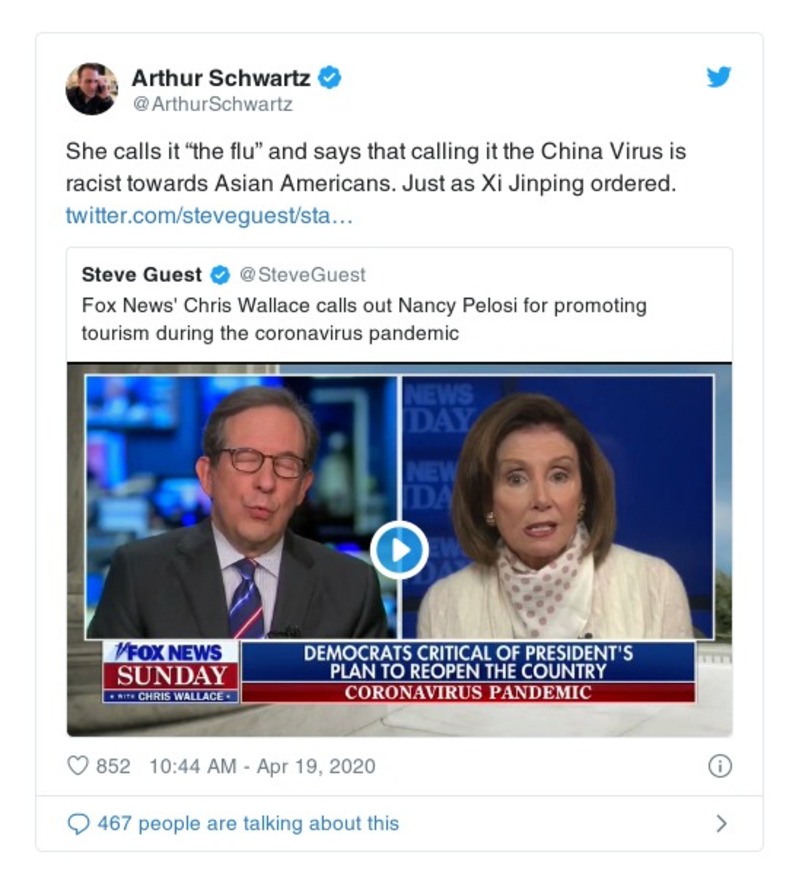 Arthur Schwartz
@ArthurSchwartz
She calls it “the flu” and says that calling it the China Virus is
racist towards Asian Americans. Just as Xi Jinping ordered.
twitter.com/steveguest/sta…
Steve Guest @SteveGuest
Fox News' Chris Wallace calls out Nancy Pelosi for promoting
tourism during the coronavirus pandemic
NEWS
DAY
NEW
DA
EW
DA
FOX NEWS
SUNDAY
WITH CHRIS WALLACE
DEMOCRATS CRITICAL OF PRESIDENT'S
PLAN TO REOPEN THE COUNTRY
CORONAVIRUS PANDEMIC
852 10:44 AM - Apr 19, 2020
467 people are talking about this